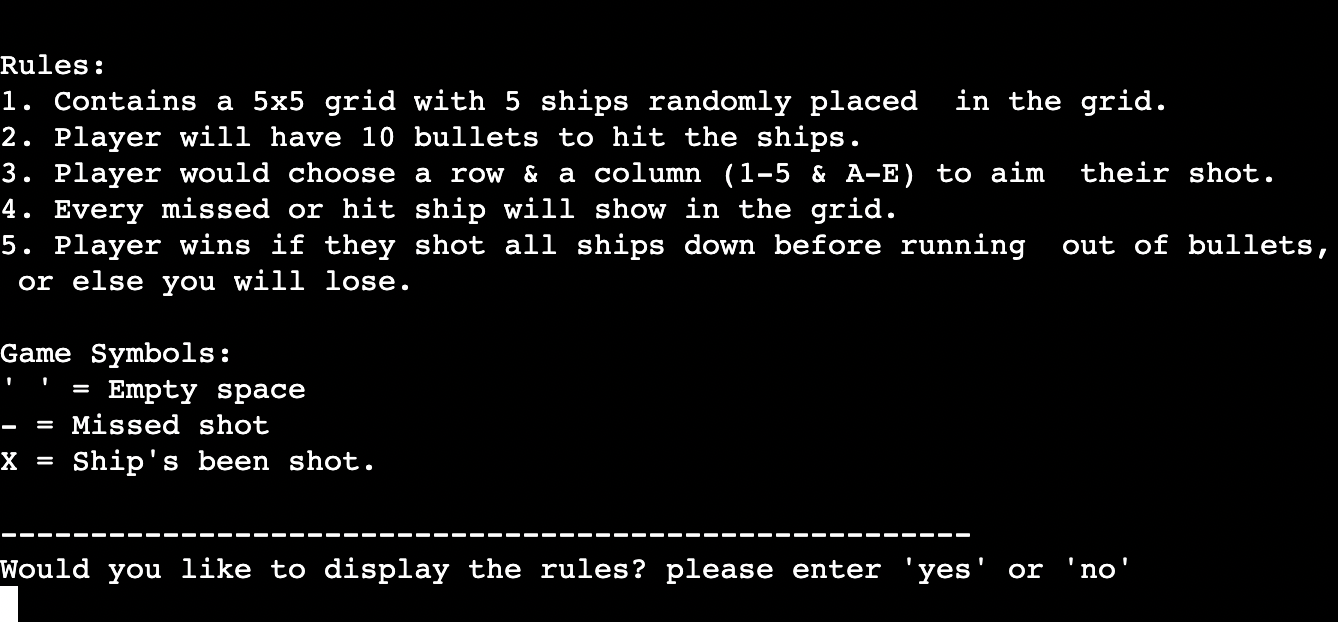 Rules:
1. Contains a 5x5 grid with 5 ships randomly placed  in the grid.
2. Player will have 10 bullets to hit the ships.
3. Player would choose a row & a column (1-5 & A-E) to aim  their shot.
4. Every missed or hit ship will show in the grid.
5. Player wins if they shot all ships down before running  out of bullets,
 or else you will lose.
Game Symbols:
' ' = Empty space
- = Missed shot
X = Ship's been shot.
------------------------------------------------------
Would you like to display the rules? please enter 'yes' or 'no'